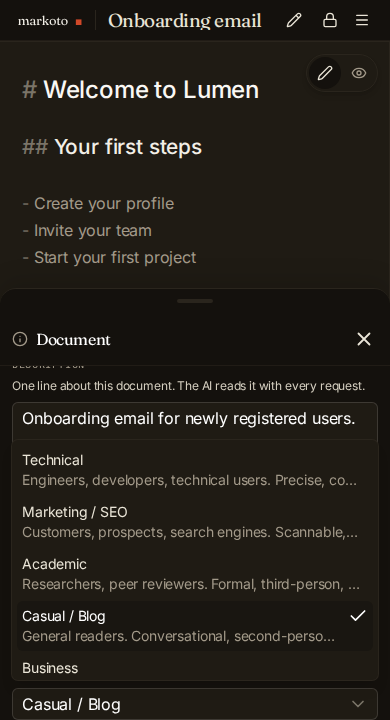 markoto
Onboarding email
# Welcome to Lumen
## Your first steps
- Create your profile
- Invite your team
- Start your first project
Document
One line about this document. The AI reads it with every request.
Onboarding email for newly registered users.
Technical
Engineers, developers, technical users. Precise, co...
Marketing / SEO
Customers, prospects, search engines. Scannable,...
Academic
Researchers, peer reviewers. Formal, third-person, ...
Casual / Blog
General readers. Conversational, second-perso...
Business
Casual / Blog